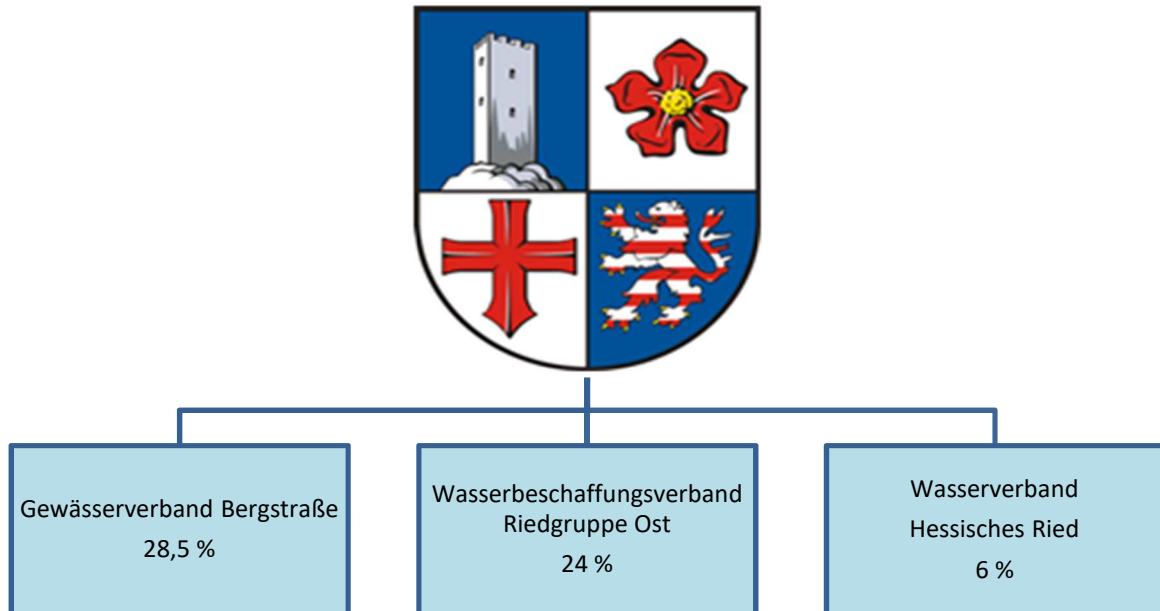 Gewässerverband Bergstraße
28,5 %
Wasserbeschaffungsverband
Riedgruppe Ost
24 %
Wasserverband
Hessisches Ried
6 %